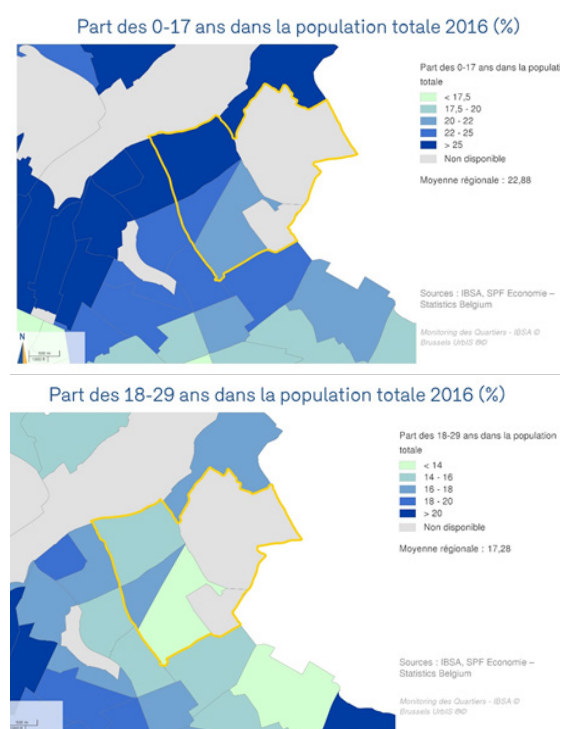 Part des 0-17 ans dans la population totale 2016 (%)
Part des 0-17 ans dans la populati
totale
< 17,5
17,5 - 20
20 - 22
22 - 25
> 25
Non disponible
Moyenne régionale : 22,88
Sources : IBSA, SPF Economie –
Statistics Belgium
Monitoring des Quartiers - IBSA ©
Brussels UrbIS ®©
N
500 m
Part des 18-29 ans dans la population totale 2016 (%)
Part des 18-29 ans dans la population
totale
< 14
14 - 16
16 - 18
18 - 20
> 20
Non disponible
Moyenne régionale : 17,28
Sources : IBSA, SPF Economie –
Statistics Belgium
Monitoring des Quartiers - IBSA ©
Brussels UrbIS ®©
500 m